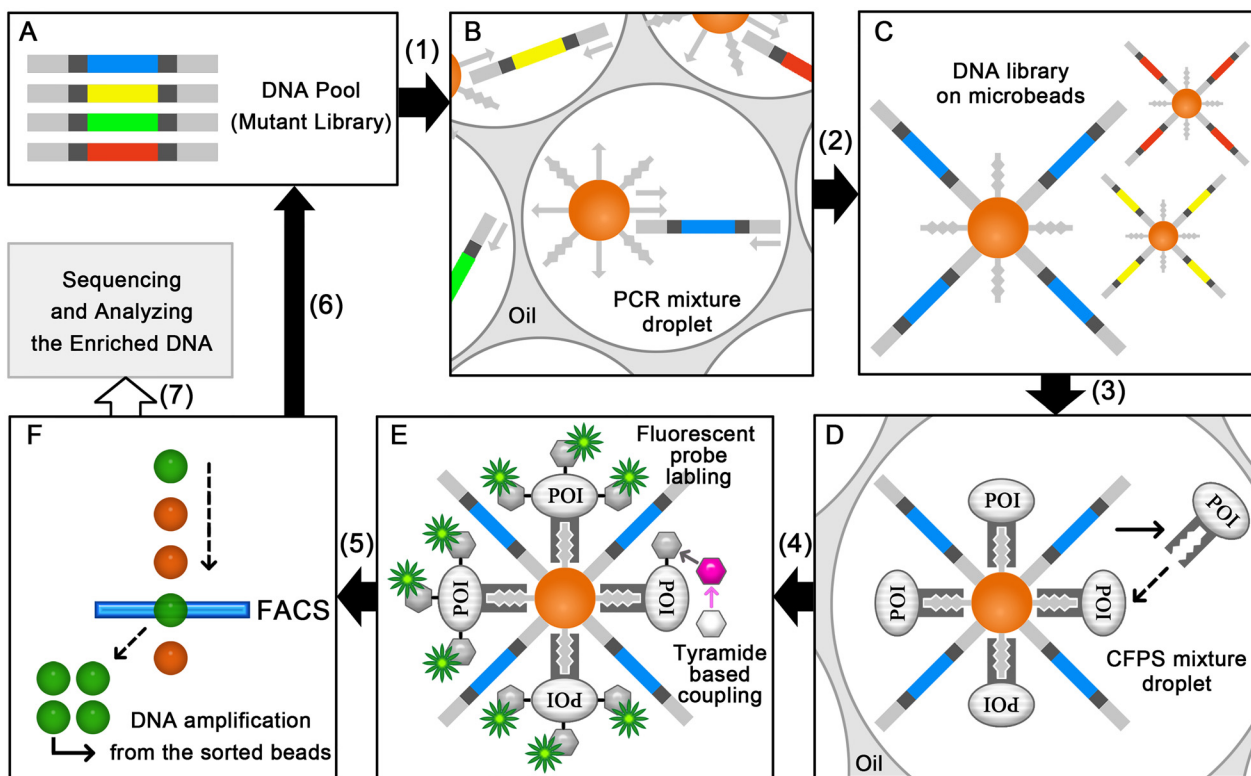 A
DNA Pool
(Mutant Library)
(1)
B
Oil
PCR mixture
droplet
(2)
C
DNA library
on microbeads
(3)
D
POI
POI
POI
POI
POI
CFPS mixture
droplet
Oil
(4)
E
Fluorescent
probe
labling
POI
POI
POI
POI
Tyramide
based
coupling
(5)
F
FACS
DNA amplification
from the sorted beads
(6)
(7)
Sequencing
and Analyzing
the Enriched DNA